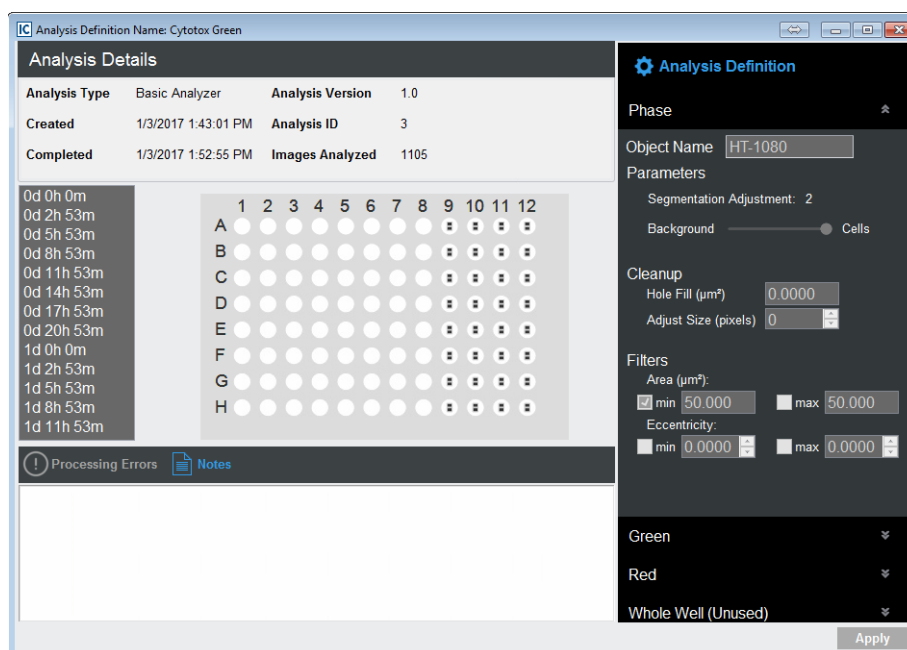 IC Analysis Definition Name: Cytotox Green
Analysis Details
Analysis Type Basic Analyzer Analysis Version 1.0
Created 1/3/2017 1:43:01 PM Analysis ID 3
Completed 1/3/2017 1:52:55 PM Images Analyzed 1105
0d 0h 0m
0d 2h 53m
0d 5h 53m
0d 8h 53m
0d 11h 53m
0d 14h 53m
0d 17h 53m
0d 20h 53m
1d 0h 0m
1d 2h 53m
1d 5h 53m
1d 8h 53m
1d 11h 53m
1 2 3 4 5 6 7 8 9 10 11 12
A
B
C
D
E
F
G
H
! Processing Errors Notes
Analysis Definition
Phase
Object Name HT-1080
Parameters
Segmentation Adjustment: 2
Background Cells
Cleanup
Hole Fill (µm²) 0.0000
Adjust Size (pixels) 0
Filters
Area (µm²):
min 50.000 max 50.000
Eccentricity:
min 0.0000 max 0.0000
Green
Red
Whole Well (Unused)
Apply